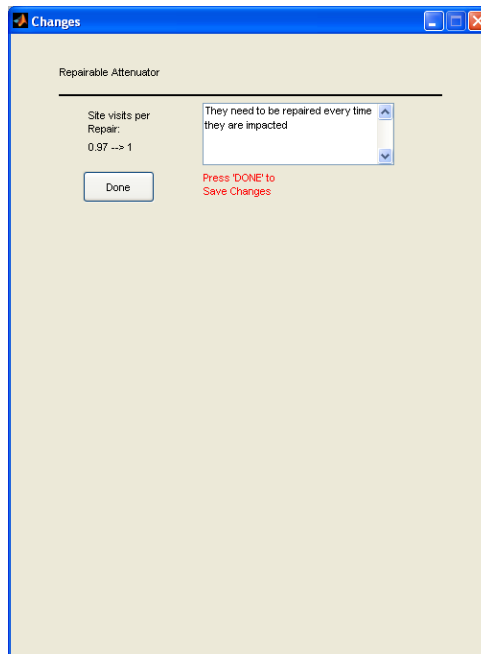 Changes
Repairable Attenuator
Site visits per
Repair:
0.97 --> 1
They need to be repaired every time
they are impacted
Done
Press 'DONE' to
Save Changes